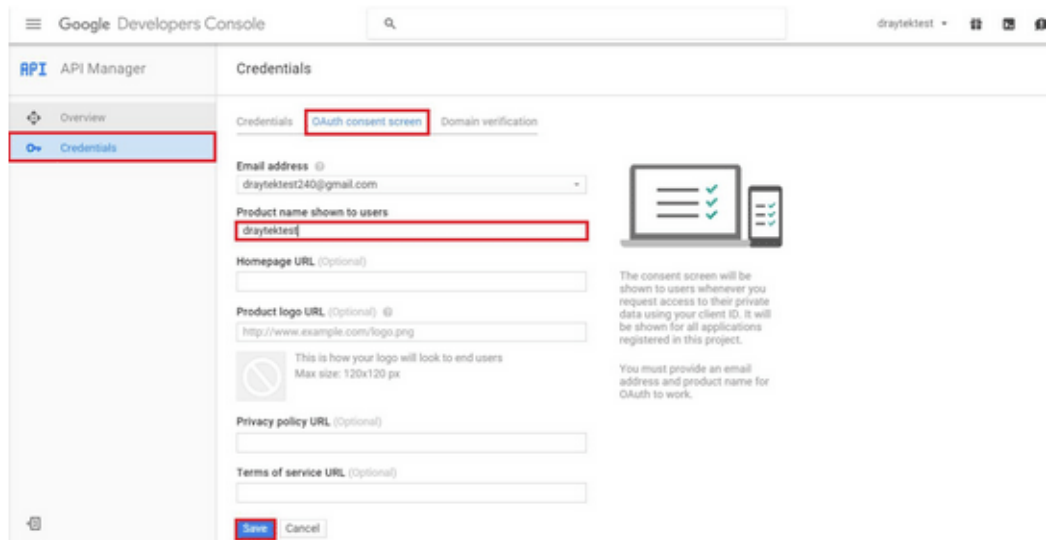 Google Developers Console
draytektest
API API Manager
Credentials
Overview
Credentials
Credentials OAuth consent screen Domain verification
Email address
draytektest240@gmail.com
Product name shown to users
draytektest
Homepage URL (Optional)
Product logo URL (Optional)
http://www.example.com/logo.png
This is how your logo will look to end users
Max size: 120x120 px
Privacy policy URL (Optional)
Terms of service URL (Optional)
Save Cancel
The consent screen will be
shown to users whenever you
request access to their private
data using your client ID. It will
be shown for all applications
registered in this project.
You must provide an email
address and product name for
OAuth to work.